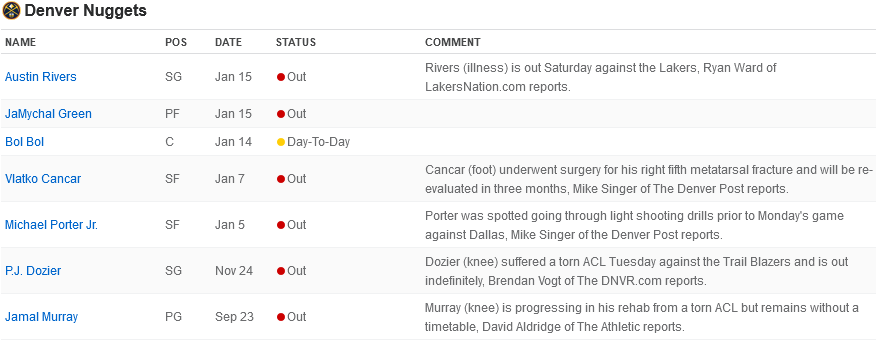 Denver Nuggets
NAME POS DATE STATUS COMMENT
Austin Rivers SG Jan 15 Out Rivers (illness) is out Saturday against the Lakers, Ryan Ward of
LakersNation.com reports.
JaMychal Green PF Jan 15 Out
Bol Bol C Jan 14 Day-To-Day
Vlatko Cancar SF Jan 7 Out Cancar (foot) underwent surgery for his right fifth metatarsal fracture and will be re-
evaluated in three months, Mike Singer of The Denver Post reports.
Michael Porter Jr. SF Jan 5 Out Porter was spotted going through light shooting drills prior to Monday's game
against Dallas, Mike Singer of the Denver Post reports.
P.J. Dozier SG Nov 24 Out Dozier (knee) suffered a torn ACL Tuesday against the Trail Blazers and is out
indefinitely, Brendan Vogt of The DNVR.com reports.
Jamal Murray PG Sep 23 Out Murray (knee) is progressing in his rehab from a torn ACL but remains without a
timetable, David Aldridge of The Athletic reports.